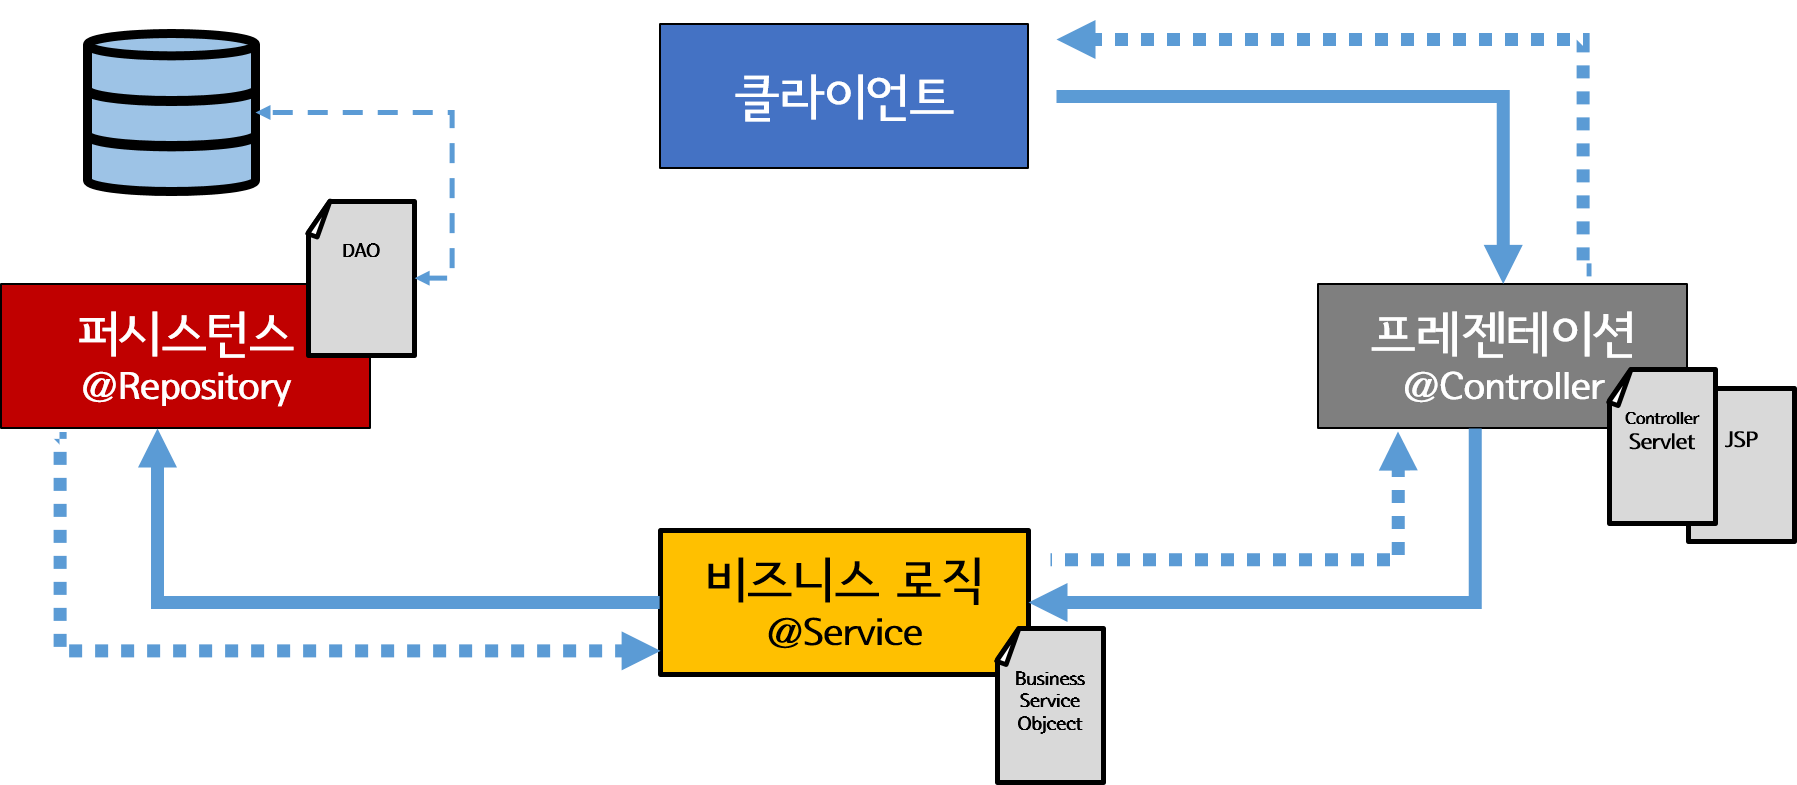 클라이언트
DAO
퍼시스턴스
@Repository
프레젠테이션
@Controller
Controller
Servlet
JSP
비즈니스 로직
@Service
Business
Service
Objcect